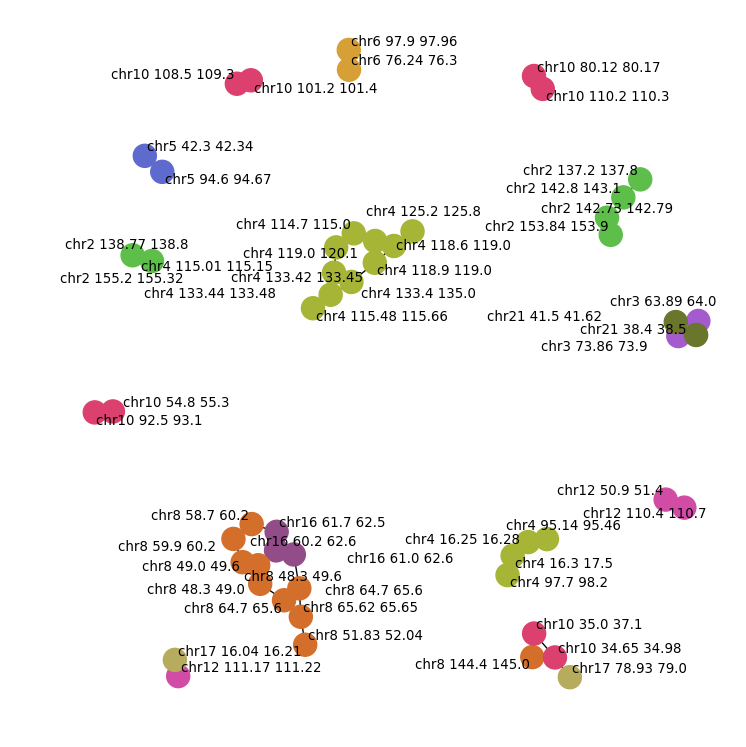 chr6 97.9 97.96
chr6 76.24 76.3
chr10 108.5 109.3
chr10 101.2 101.4
chr10 80.12 80.17
chr10 110.2 110.3
chr5 42.3 42.34
chr5 94.6 94.67
chr2 137.2 137.8
chr2 142.8 143.1
chr2 142.73 142.79
chr2 153.84 153.9
chr4 125.2 125.8
chr4 114.7 115.0
chr4 118.6 119.0
chr4 119.0 120.1
chr4 118.9 119.0
chr4 133.42 133.45
chr4 133.4 135.0
chr4 133.44 133.48
chr4 115.48 115.66
chr2 138.77 138.8
chr4 115.01 115.15
chr2 155.2 155.32
chr3 63.89 64.0
chr21 41.5 41.62
chr21 38.4 38.5
chr3 73.86 73.9
chr10 54.8 55.3
chr10 92.5 93.1
chr12 50.9 51.4
chr12 110.4 110.7
chr4 95.14 95.46
chr4 16.25 16.28
chr4 16.3 17.5
chr4 97.7 98.2
chr8 58.7 60.2
chr16 61.7 62.5
chr16 60.2 62.6
chr8 59.9 60.2
chr16 61.0 62.6
chr8 49.0 49.6
chr8 48.3 49.6
chr8 48.3 49.0
chr8 64.7 65.6
chr8 64.7 65.6
chr8 65.62 65.65
chr8 51.83 52.04
chr17 16.04 16.21
chr12 111.17 111.22
chr10 35.0 37.1
chr10 34.65 34.98
chr8 144.4 145.0
chr17 78.93 79.0